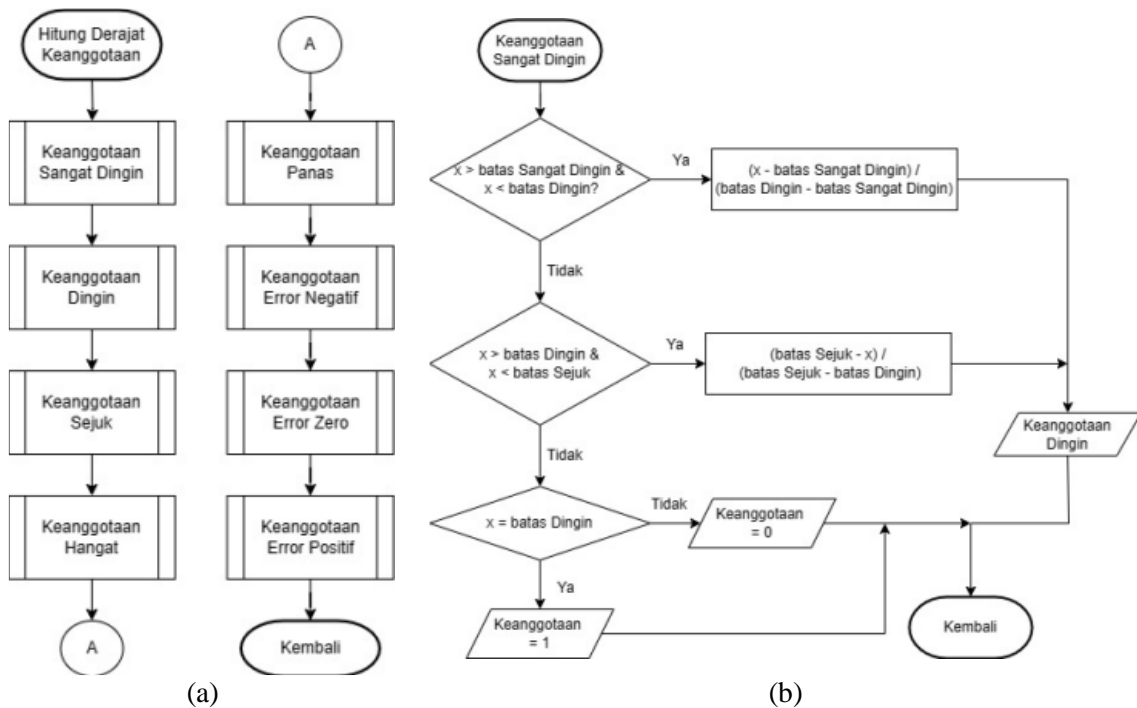 Hitung Derajat
Keanggotaan
Keanggotaan
Sangat Dingin
Keanggotaan
Dingin
Keanggotaan
Sejuk
Keanggotaan
Hangat
A
A
Keanggotaan
Panas
Keanggotaan
Error Negatif
Keanggotaan
Error Zero
Keanggotaan
Error Positif
Kembali
(a)
Keanggotaan
Sangat Dingin
x > batas Sangat Dingin &
x < batas Dingin?
Ya
(x - batas Sangat Dingin) /
(batas Dingin - batas Sangat Dingin)
Tidak
x > batas Dingin &
x < batas Sejuk
Ya
(batas Sejuk - x) /
(batas Sejuk - batas Dingin)
Keanggotaan
Dingin
Tidak
x = batas Dingin
Tidak
Keanggotaan
= 0
Ya
Keanggotaan
= 1
Kembali
(b)